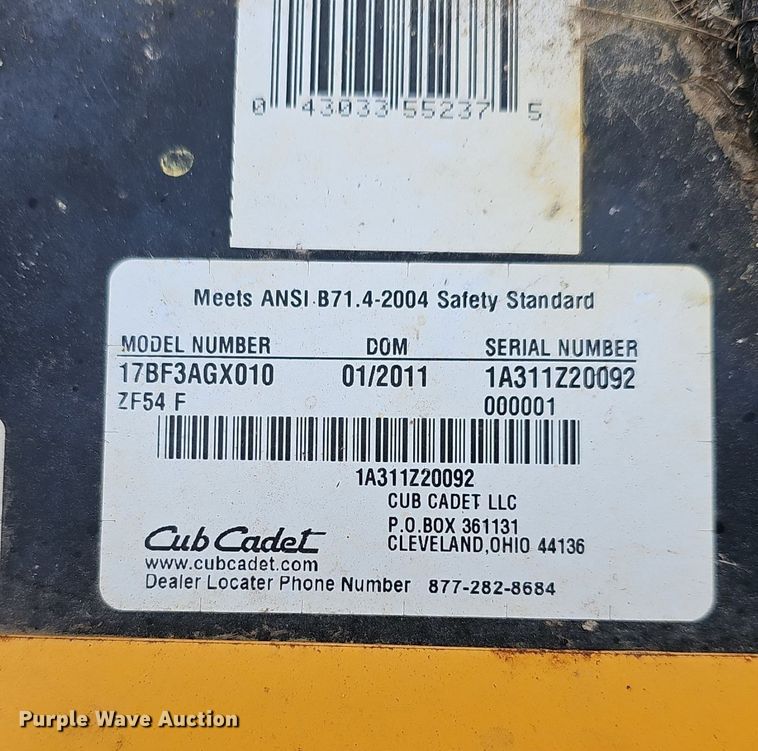 0 43033 55237 5
Meets ANSI B71.4-2004 Safety Standard
MODEL NUMBER DOM SERIAL NUMBER
17BF3AGX010 01/2011 1A311Z20092
ZF54 F 000001
1A311Z20092
CUB CADET LLC
P.O.BOX 361131
CLEVELAND,OHIO 44136
Cub Cadet
www.cubcadet.com
Dealer Locater Phone Number 877-282-8684
Purple Wave Auction